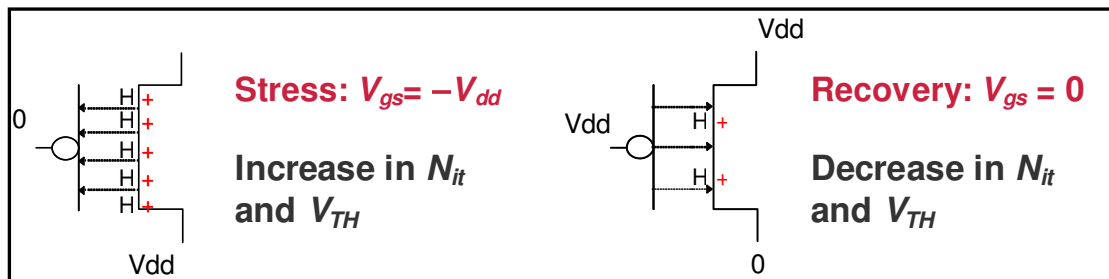 0
H +
H +
H +
H +
H +
Vdd
Stress: Vgs= –Vdd
Increase in Nit
and VTH
Vdd
Vdd
H +
H +
0
Recovery: Vgs = 0
Decrease in Nit
and VTH